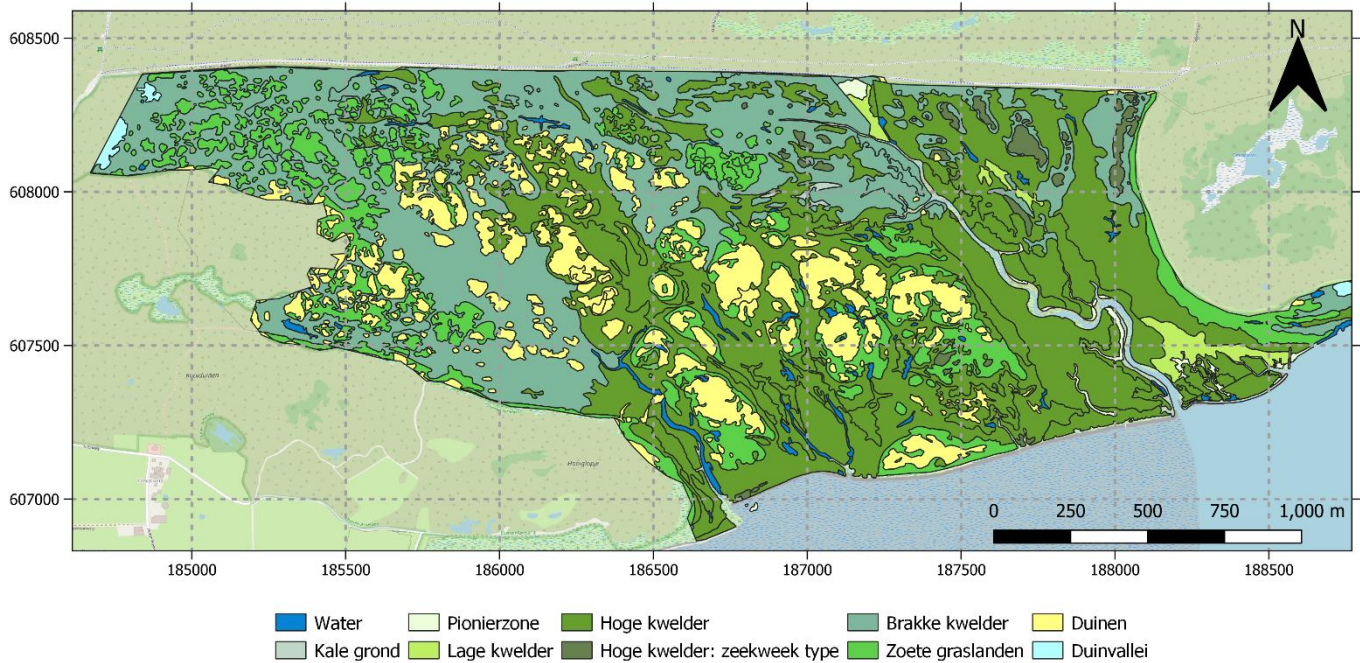 N
608500
608000
607500
607000
0 250 500 750 1,000 m
185000 185500 186000 186500 187000 187500 188000 188500
Water Pionierzone Hoge kwelder Brakke kwelder Duinen
Kale grond Lage kwelder Hoge kwelder: zeekweek type Zoete graslanden Duinvallei